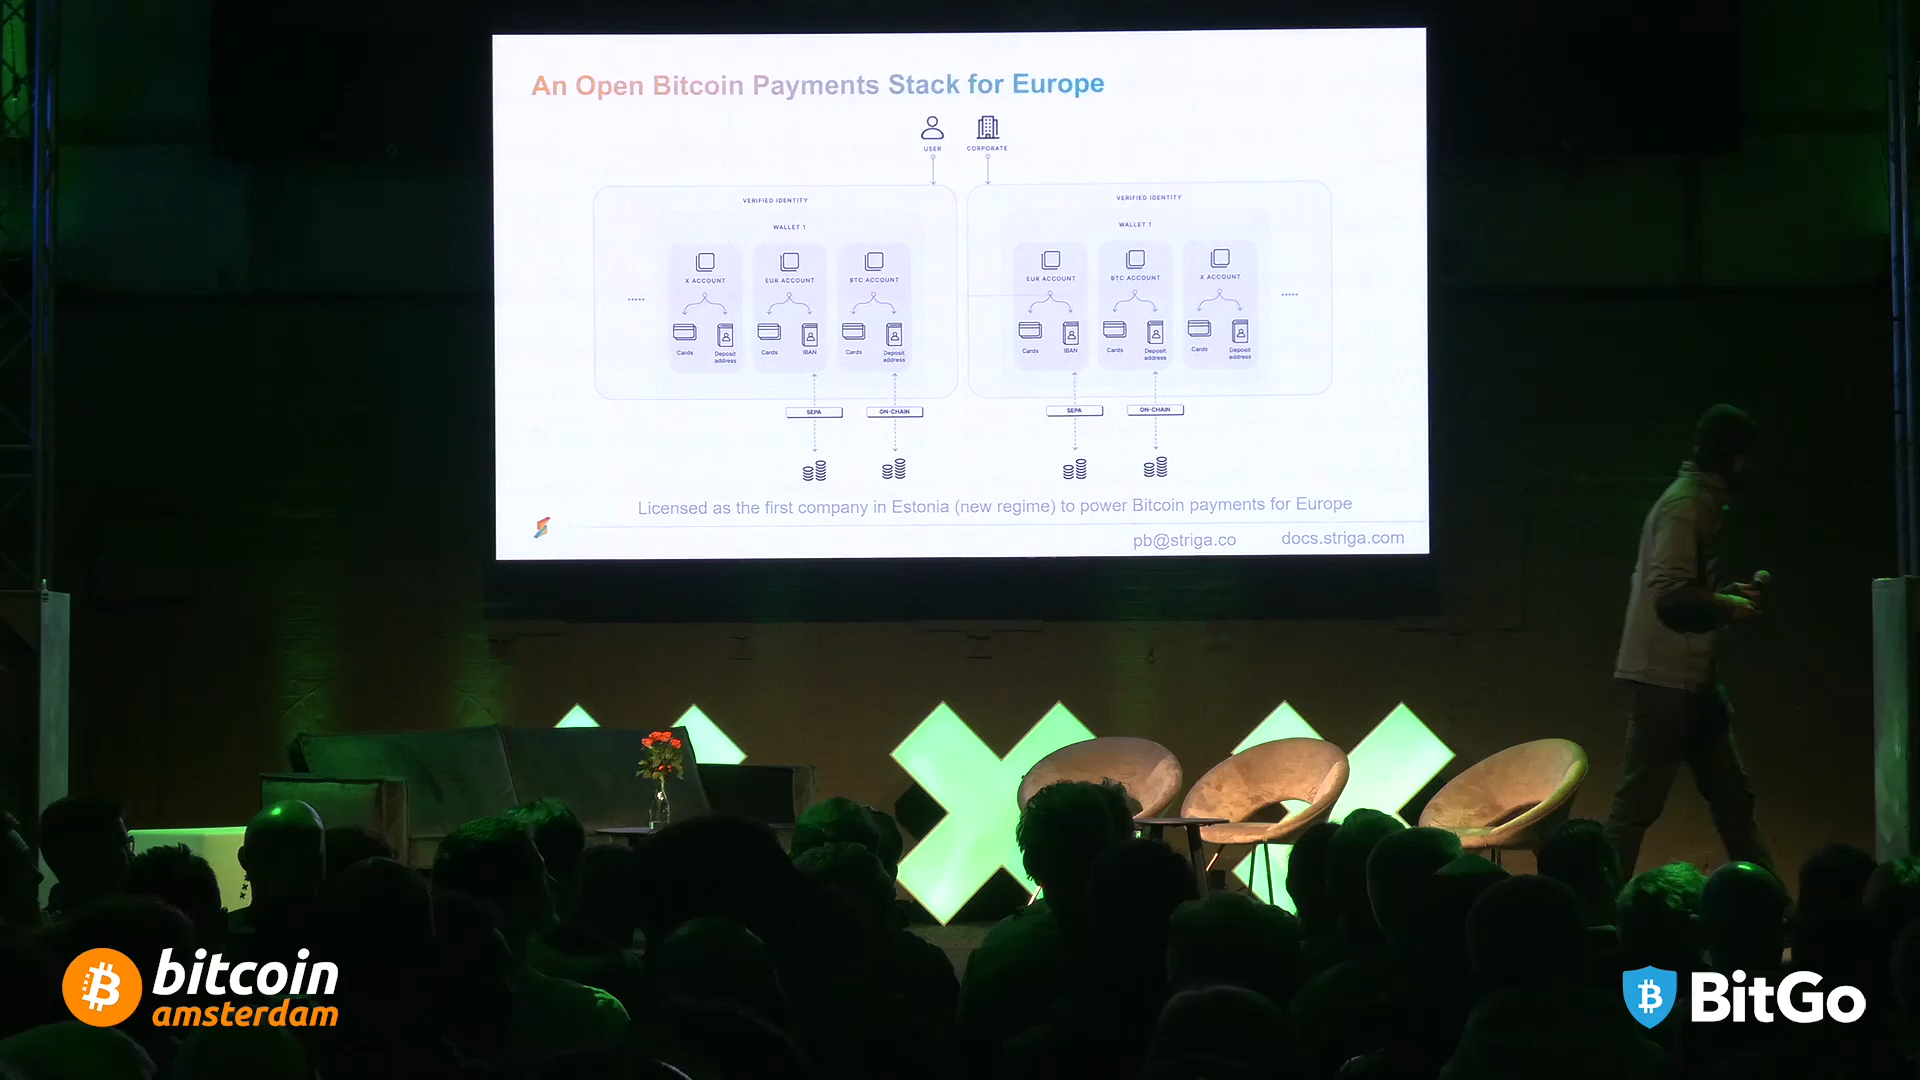 An Open Bitcoin Payments Stack for Europe
USER
CORPORATE
VERIFIED IDENTITY
WALLET 1
X ACCOUNT
EUR ACCOUNT
BTC ACCOUNT
Cards
Deposit
address
Cards
IBAN
Cards
Deposit
address
SEPA
ON-CHAIN
VERIFIED IDENTITY
WALLET 1
EUR ACCOUNT
BTC ACCOUNT
X ACCOUNT
Cards
IBAN
Cards
Deposit
address
Cards
Deposit
address
SEPA
ON-CHAIN
Licensed as the first company in Estonia (new regime) to power Bitcoin payments for Europe
pb@striga.co
docs.striga.com
bitcoin
amsterdam
BitGo